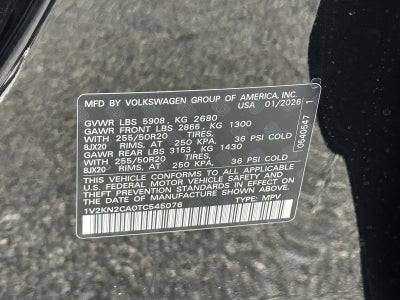 MFD BY VOLKSWAGEN GROUP OF AMERICA, INC.
USA 01/2026
GVWR LBS 5908, KG 2680
GAWR FRONT LBS 2866, KG 1300
WITH 255/50R20
8JX20 RIMS. AT 250 KPA. 36 PSI COLD
GAWR REAR LBS 3153, KG 1430
WITH 255/50R20
8JX20 RIMS. AT 250 KPA. 36 PSI COLD
THIS VEHICLE CONFORMS TO ALL APPLICABLE
U.S. FEDERAL MOTOR VEHICLE SAFETY AND
THEFT PREVENTION STANDARDS IN EFFECT ON THE
DATE OF MANUFACTURE SHOWN ABOVE.
1V2KN2CA0TC545076 TYPE: MPV
0540547 1